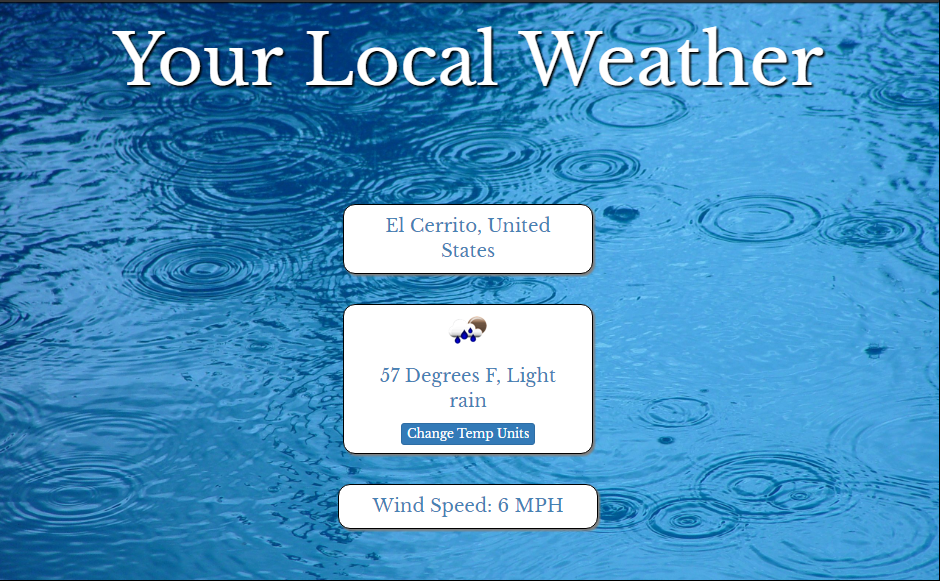 Your Local Weather
El Cerrito, United
States
57 Degrees F, Light
rain
Change Temp Units
Wind Speed: 6 MPH